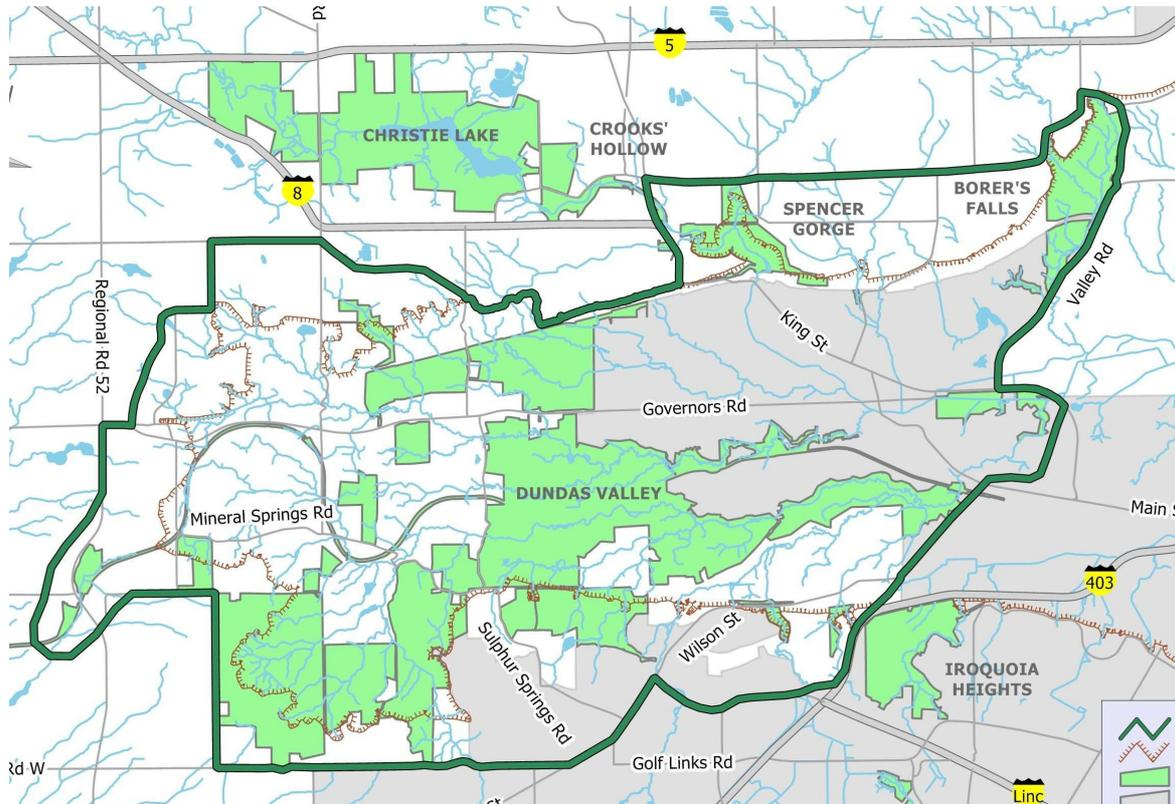 Rd
5
CHRISTIE LAKE
CROOKS'
HOLLOW
8
BORER'S
FALLS
SPENCER
GORGE
Valley Rd
Regional Rd 52
King St
Governors Rd
DUNDAS VALLEY
Mineral Springs Rd
Main S
403
Sulphur Springs Rd
Wilson St
IROQUOIA
HEIGHTS
Rd W
Golf Links Rd
Linc
st